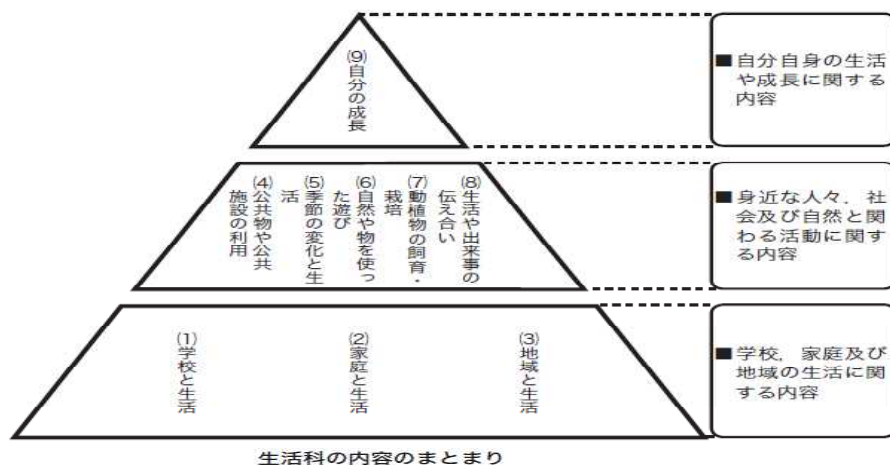 (9)自分の成長
■自分自身の生活
や成長に関する
内容
(4)公共物や公共
施設の利用
(5)季節の変化と生
活
(6)自然や物を使っ
た遊び
(7)動植物の飼育・
栽培
(8)生活や出来事の
伝え合い
■身近な人々，社
会及び自然と関
わる活動に関す
る内容
(1)学校と生活
(2)家庭と生活
(3)地域と生活
■学校，家庭及び
地域の生活に関
する内容
生活科の内容のまとまり